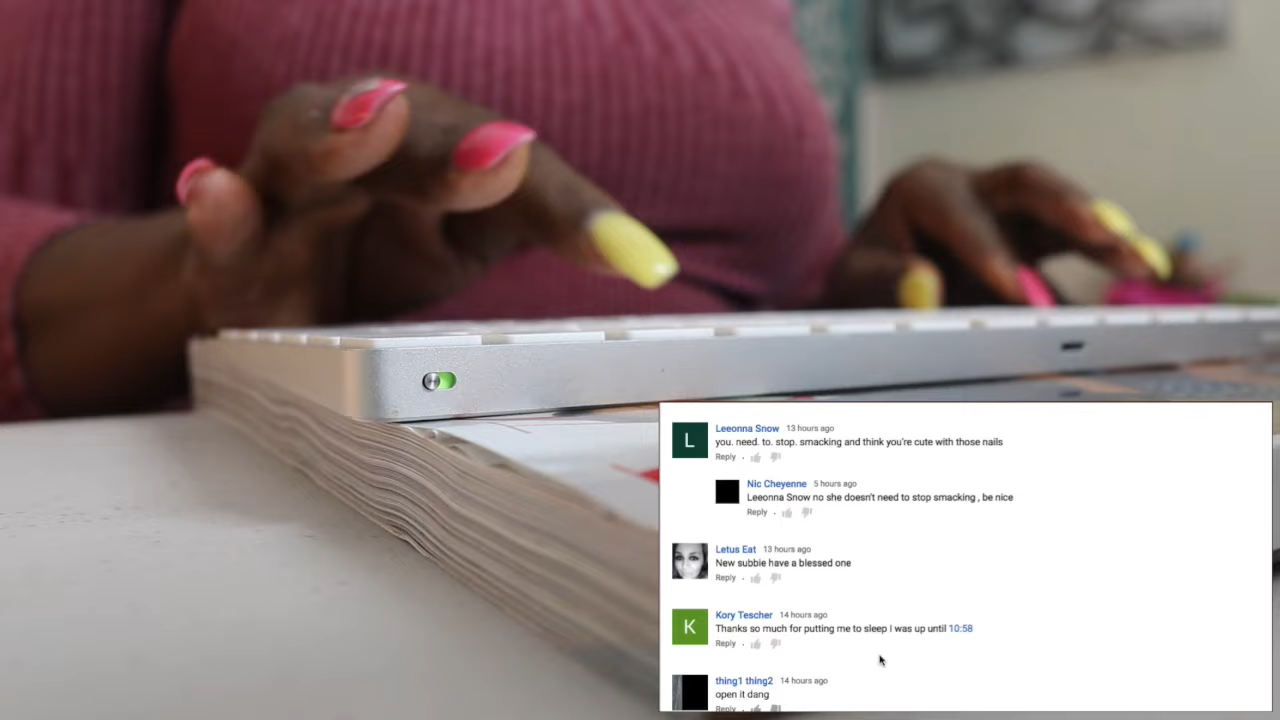 L
Leeonna Snow 13 hours ago
you. need. to. stop. smacking and think you're cute with those nails
Reply
Nic Cheyenne 5 hours ago
Leeonna Snow no she doesn't need to stop smacking , be nice
Reply
Letus Eat 13 hours ago
New subbie have a blessed one
Reply
K
Kory Tescher 14 hours ago
Thanks so much for putting me to sleep I was up until 10:58
Reply
thing1 thing2 14 hours ago
open it dang
Reply